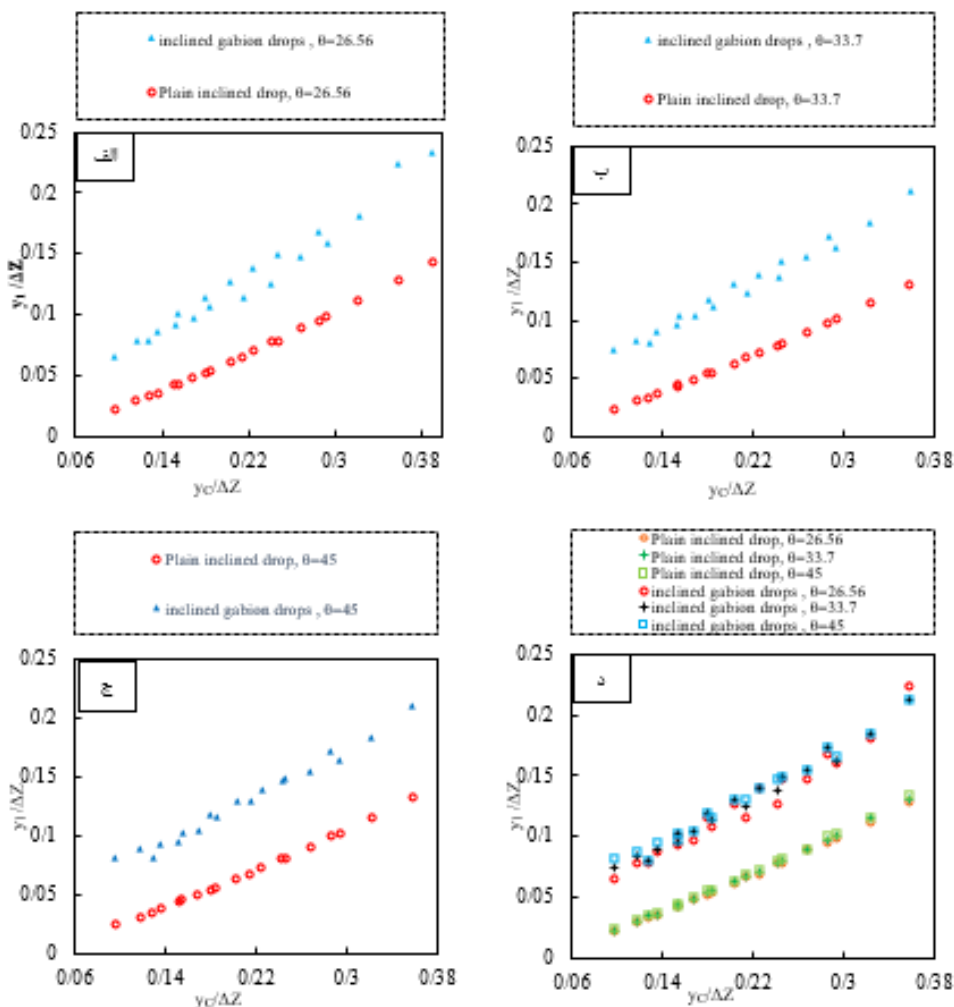 inclined gabion drops , θ=26.56
Plain inclined drop, θ=26.56
0/25
0/2
0/15
0/1
0/05
0
الف
y₁/ΔZ
0/06 0/14 0/22 0/3 0/38
y_C/ΔZ
inclined gabion drops , θ=33.7
Plain inclined drop, θ=33.7
0/25
0/2
0/15
0/1
0/05
0
ب
y₁/ΔZ
0/06 0/14 0/22 0/3 0/38
y_C/ΔZ
Plain inclined drop, θ=45
inclined gabion drops , θ=45
0/25
0/2
0/15
0/1
0/05
0
ج
y₁/ΔZ
0/06 0/14 0/22 0/3 0/38
y_C/ΔZ
Plain inclined drop, θ=26.56
Plain inclined drop, θ=33.7
Plain inclined drop, θ=45
inclined gabion drops , θ=26.56
inclined gabion drops , θ=33.7
inclined gabion drops , θ=45
0/25
0/2
0/15
0/1
0/05
0
د
y₁/ΔZ
0/06 0/14 0/22 0/3 0/38
y_C/ΔZ